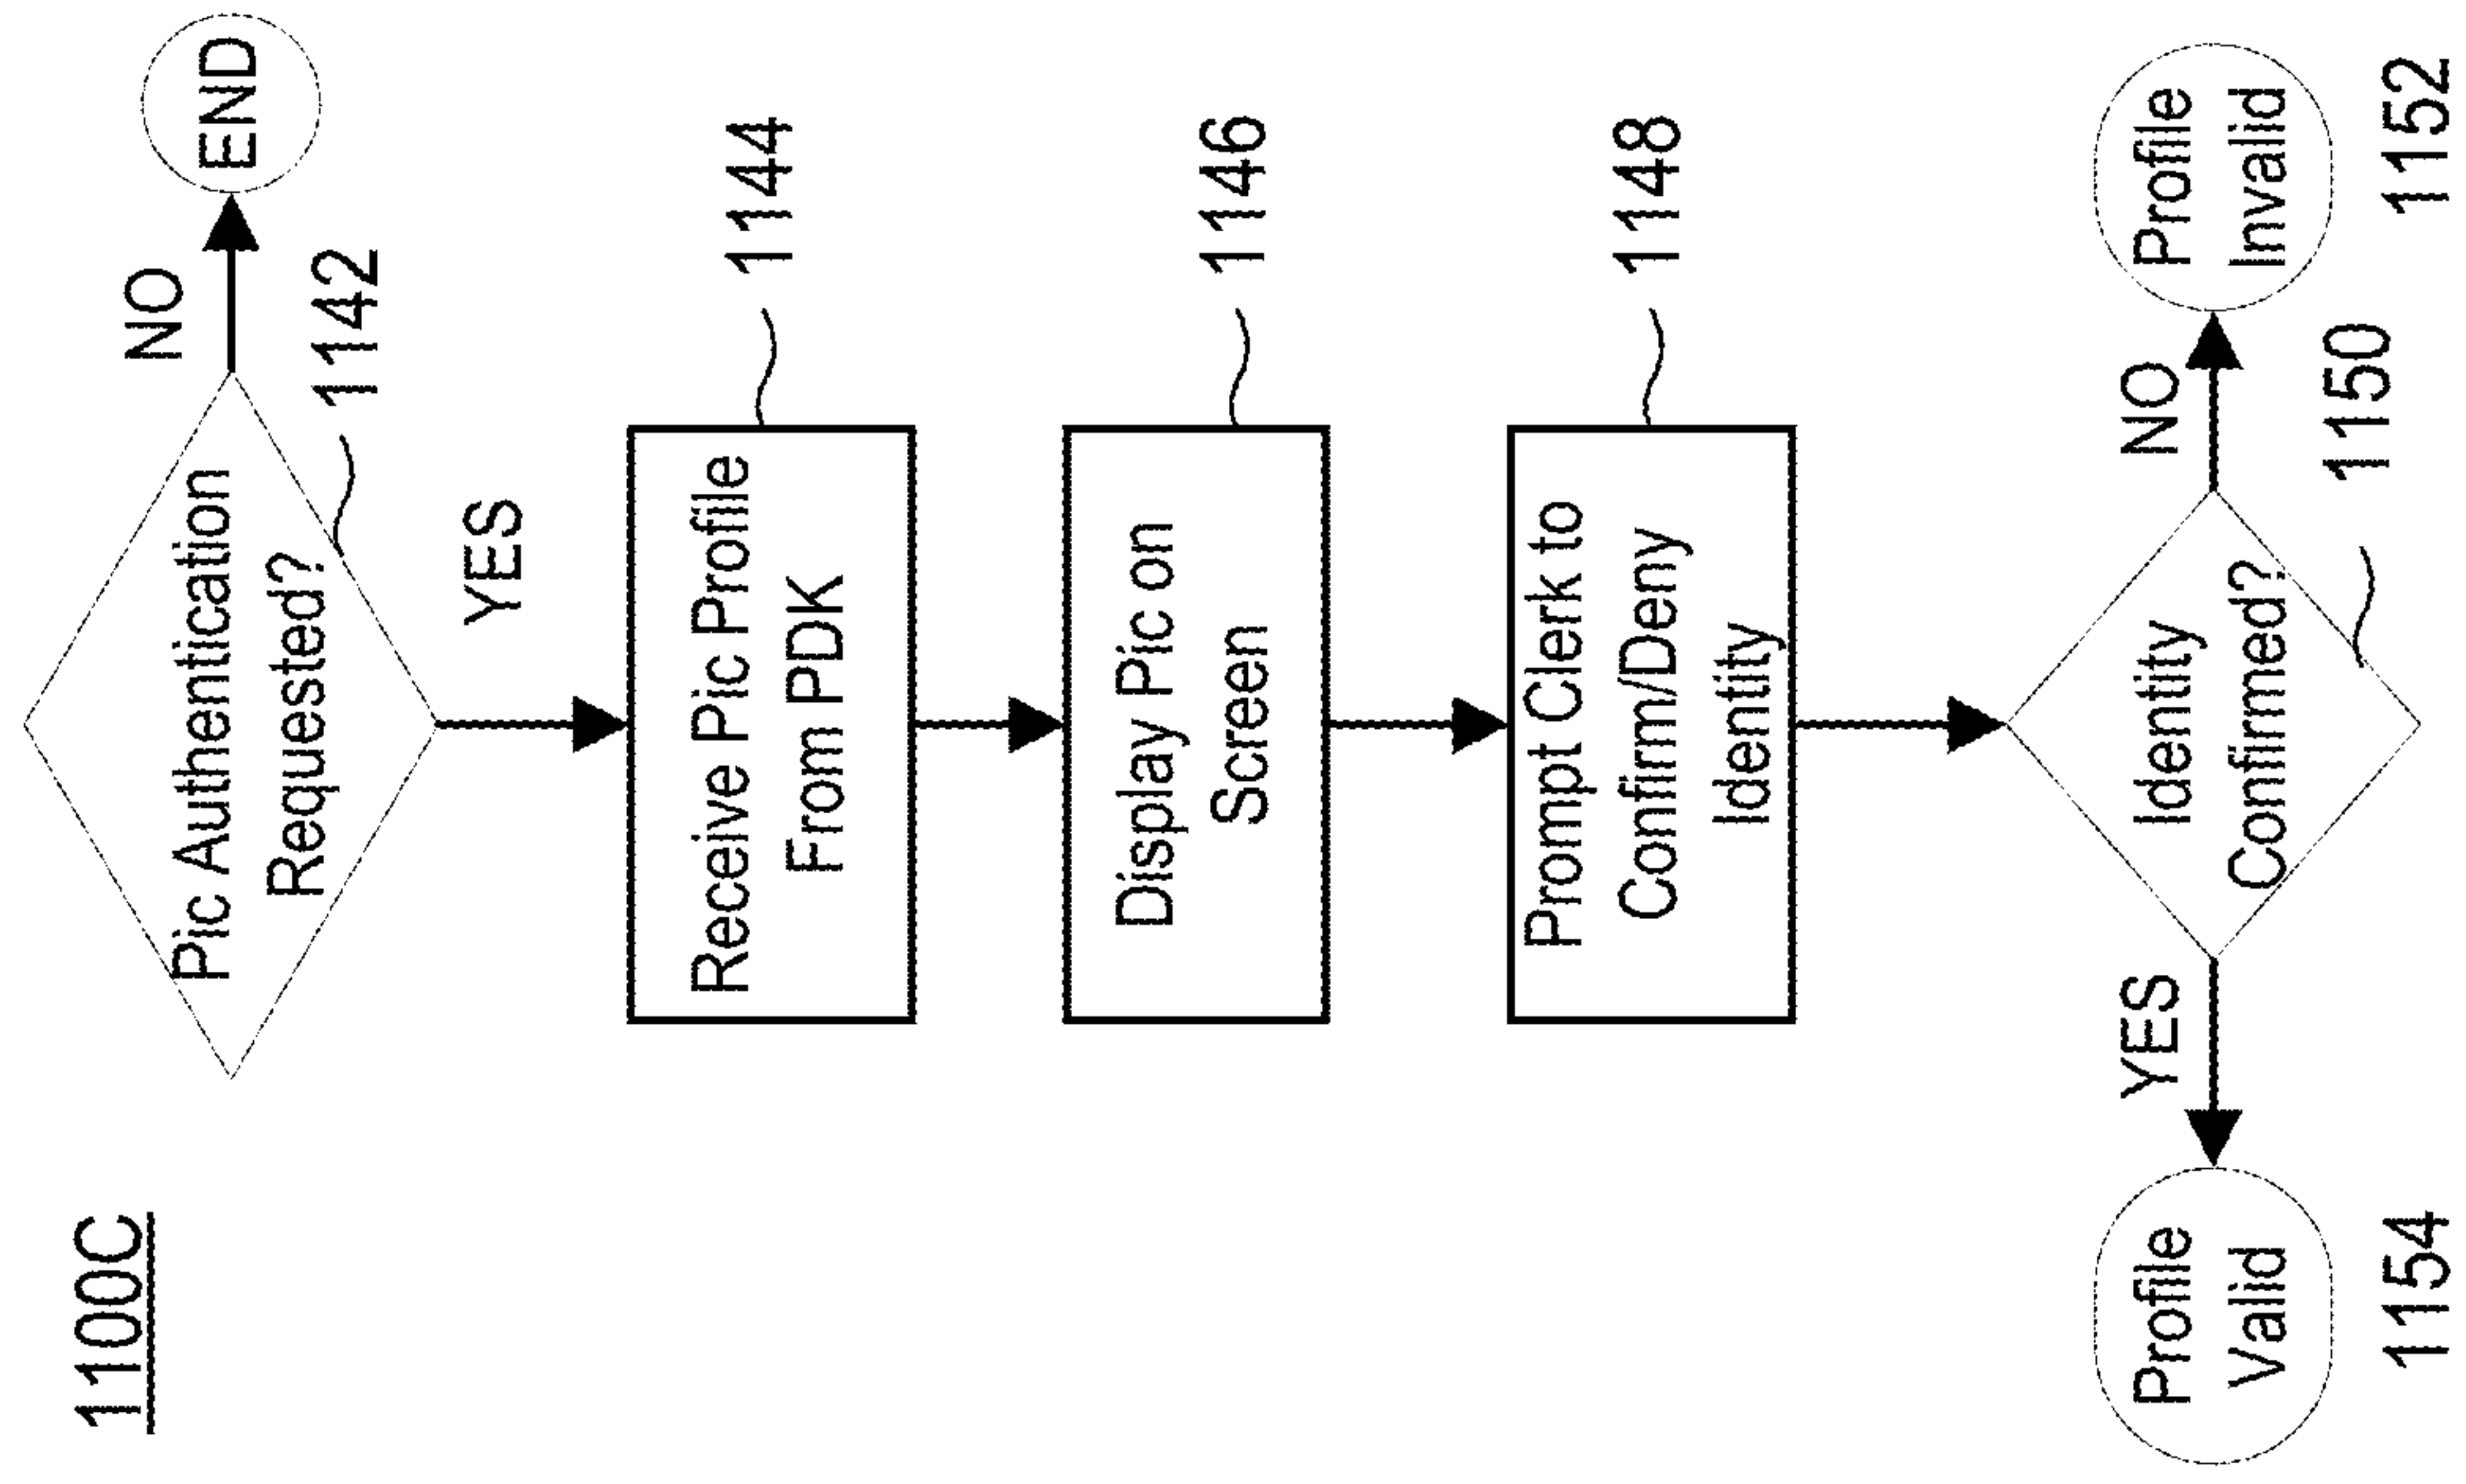 1100C
Pic Authentication
Requested?
1142
NO
END
YES
Receive Pic Profile
From PDK
1144
Display Pic on
Screen
1146
Prompt Clerk to
Confirm/Deny
Identity
1148
Identity
Confirmed?
1150
YES
NO
Profile
Valid
1154
Profile
Invalid
1152